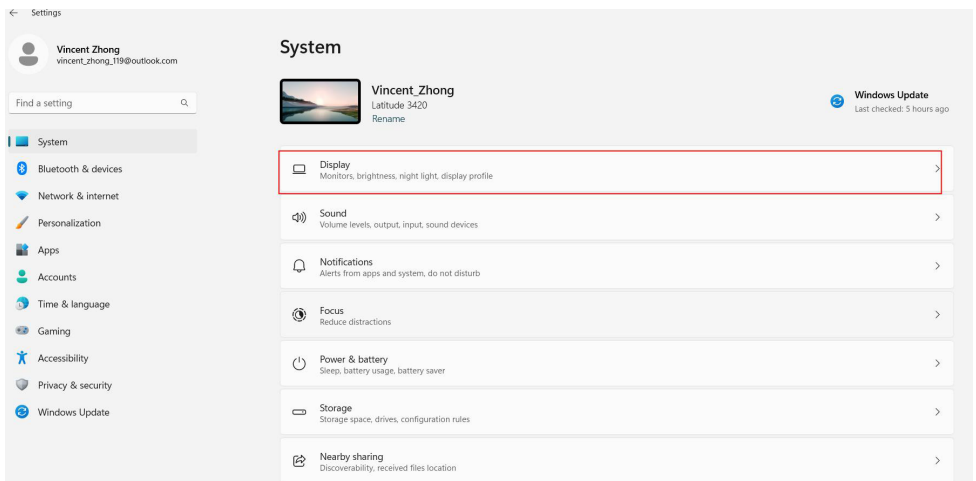 Settings
Vincent Zhong
vincent_zhong_119@outlook.com
Find a setting
System
Bluetooth & devices
Network & internet
Personalization
Apps
Accounts
Time & language
Gaming
Accessibility
Privacy & security
Windows Update
System
Vincent_Zhong
Latitude 3420
Rename
Windows Update
Last checked: 5 hours ago
Display
Monitors, brightness, night light, display profile
Sound
Volume levels, output, input, sound devices
Notifications
Alerts from apps and system, do not disturb
Focus
Reduce distractions
Power & battery
Sleep, battery usage, battery saver
Storage
Storage space, drives, configuration rules
Nearby sharing
Discoverability, received files location